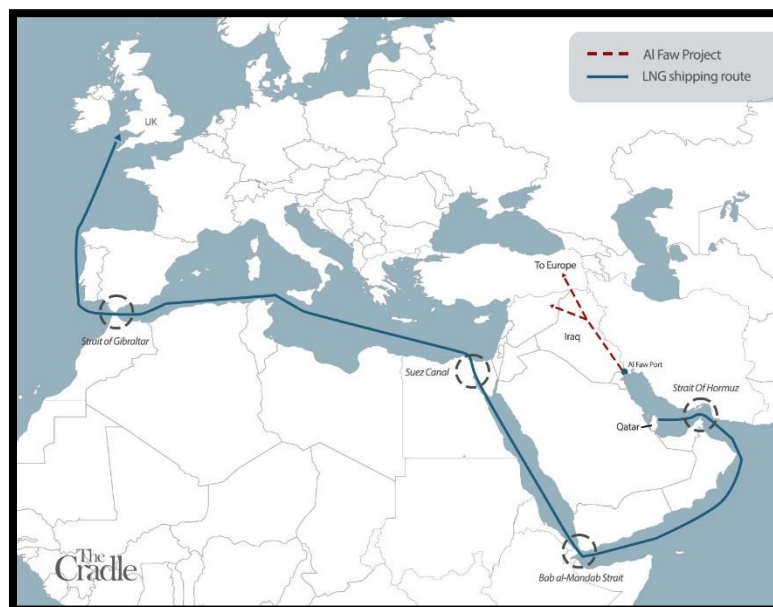 Al Faw Project
LNG shipping route
UK
To Europe
Iraq
Al Faw Port
Strait of Gibraltar
Suez Canal
Strait Of Hormuz
Qatar
Bab al-Mandab Strait
The
Cradle